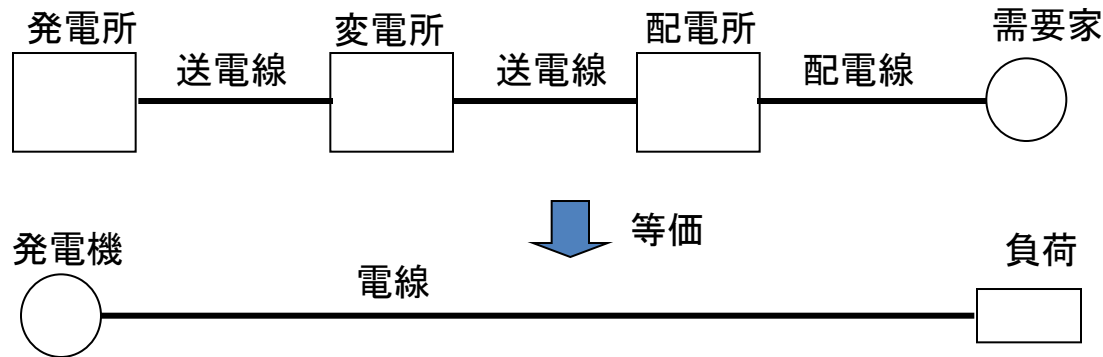 発電所
変電所
配電所
需要家
送電線
送電線
配電線
等価
発電機
電線
負荷